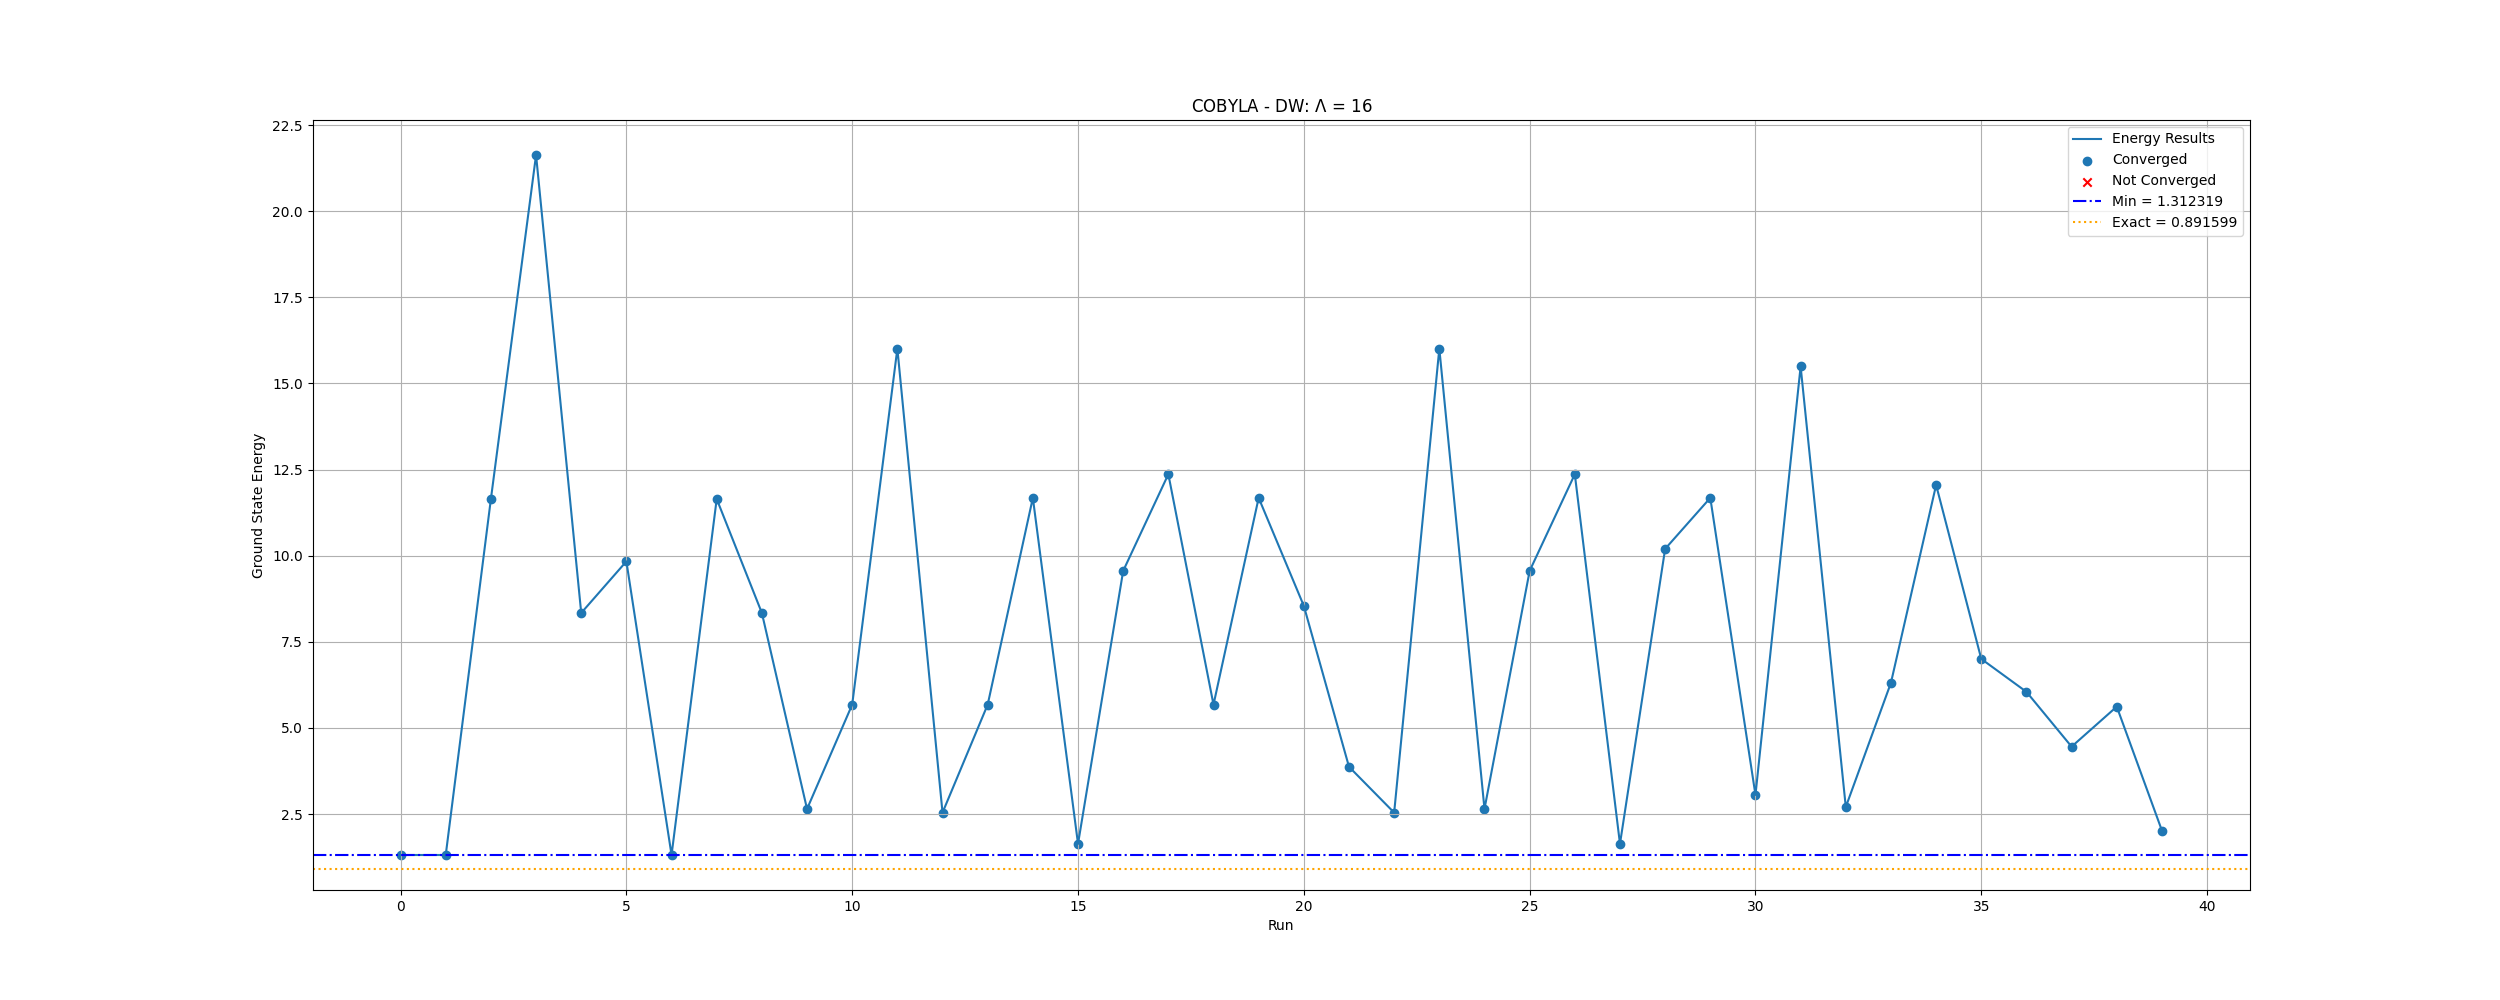 COBYLA - DW: Λ = 16
22.5
20.0
17.5
15.0
12.5
10.0
7.5
5.0
2.5
Ground State Energy
Energy Results
Converged
Not Converged
Min = 1.312319
Exact = 0.891599
0 5 10 15 20 25 30 35 40
Run